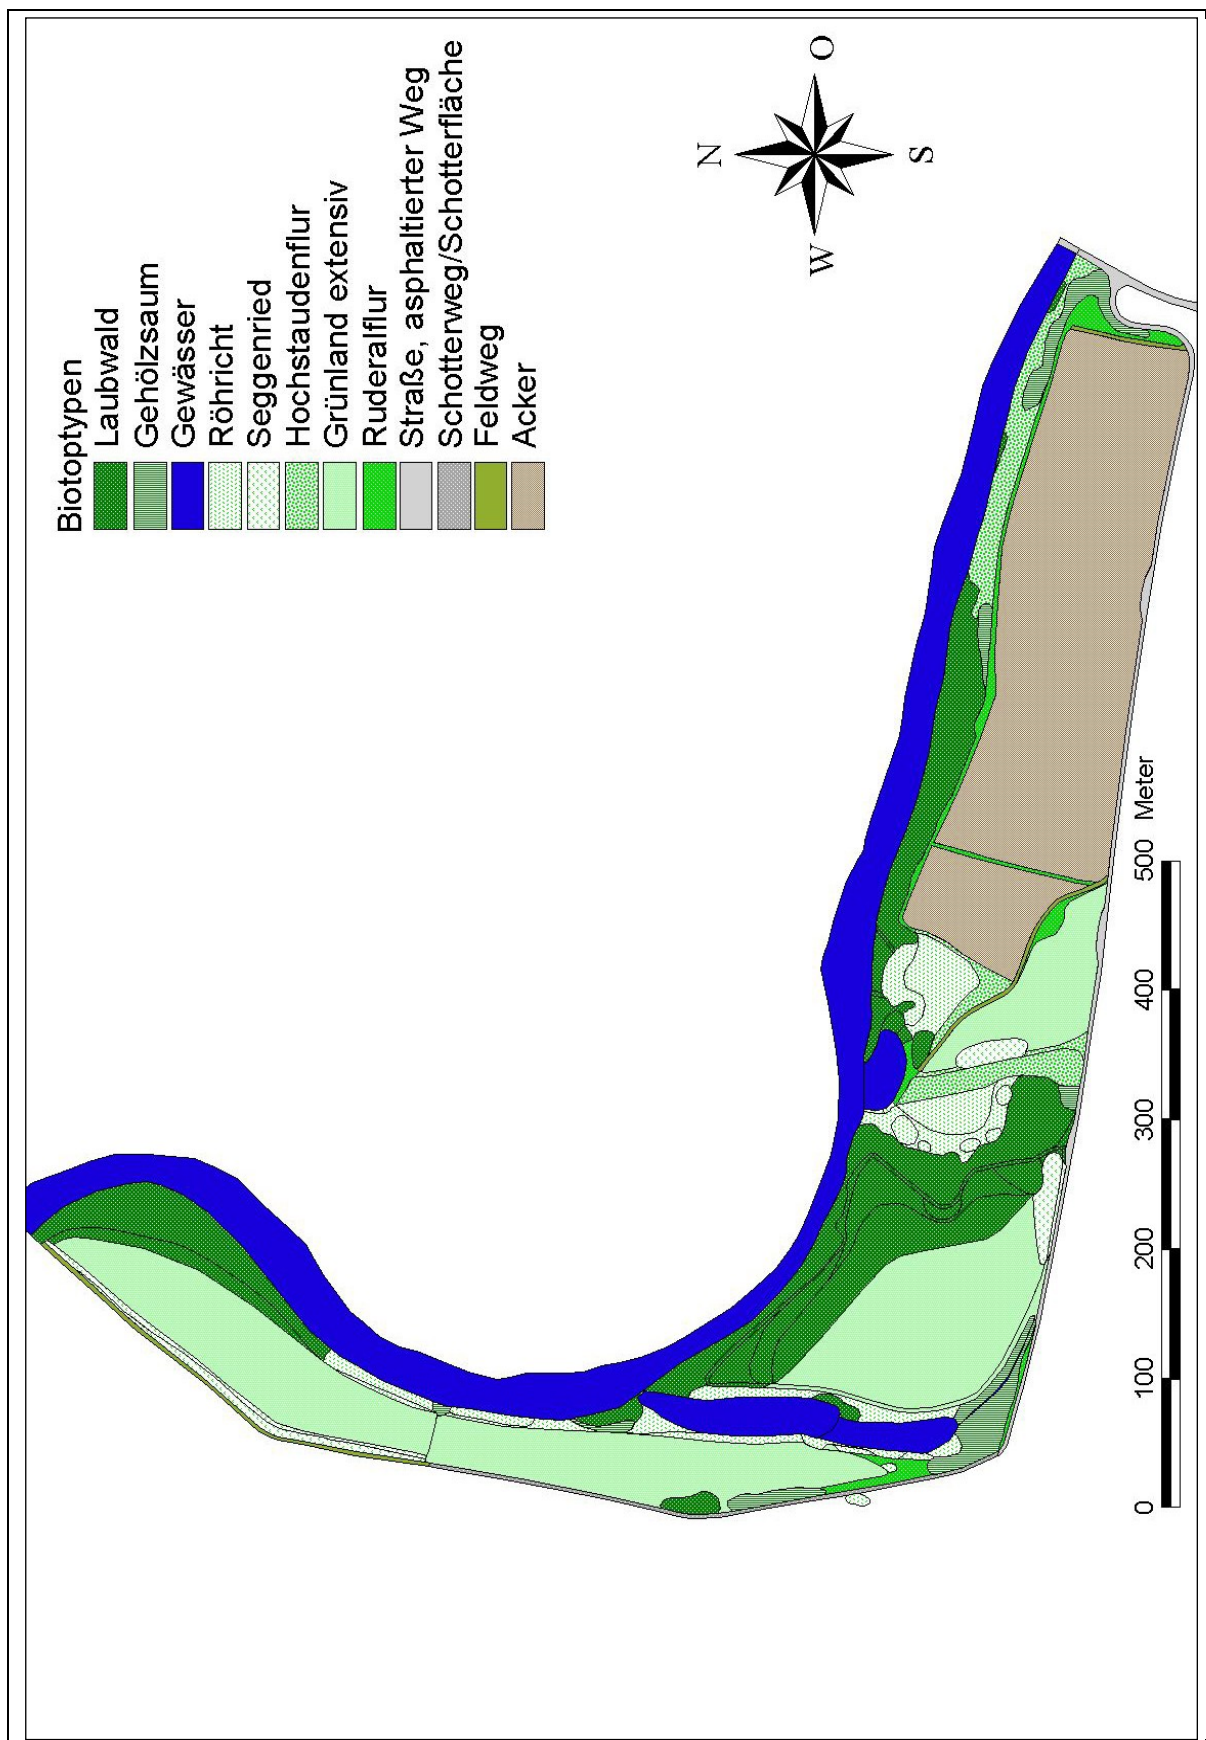 Biotoptypen
Laubwald
Gehölzsaum
Gewässer
Röhricht
Seggenried
Hochstaudenflur
Grünland extensiv
Ruderalflur
Straße, asphaltierter Weg
Schotterweg/Schotterfläche
Feldweg
Acker
N
W
O
S
0 100 200 300 400 500 Meter